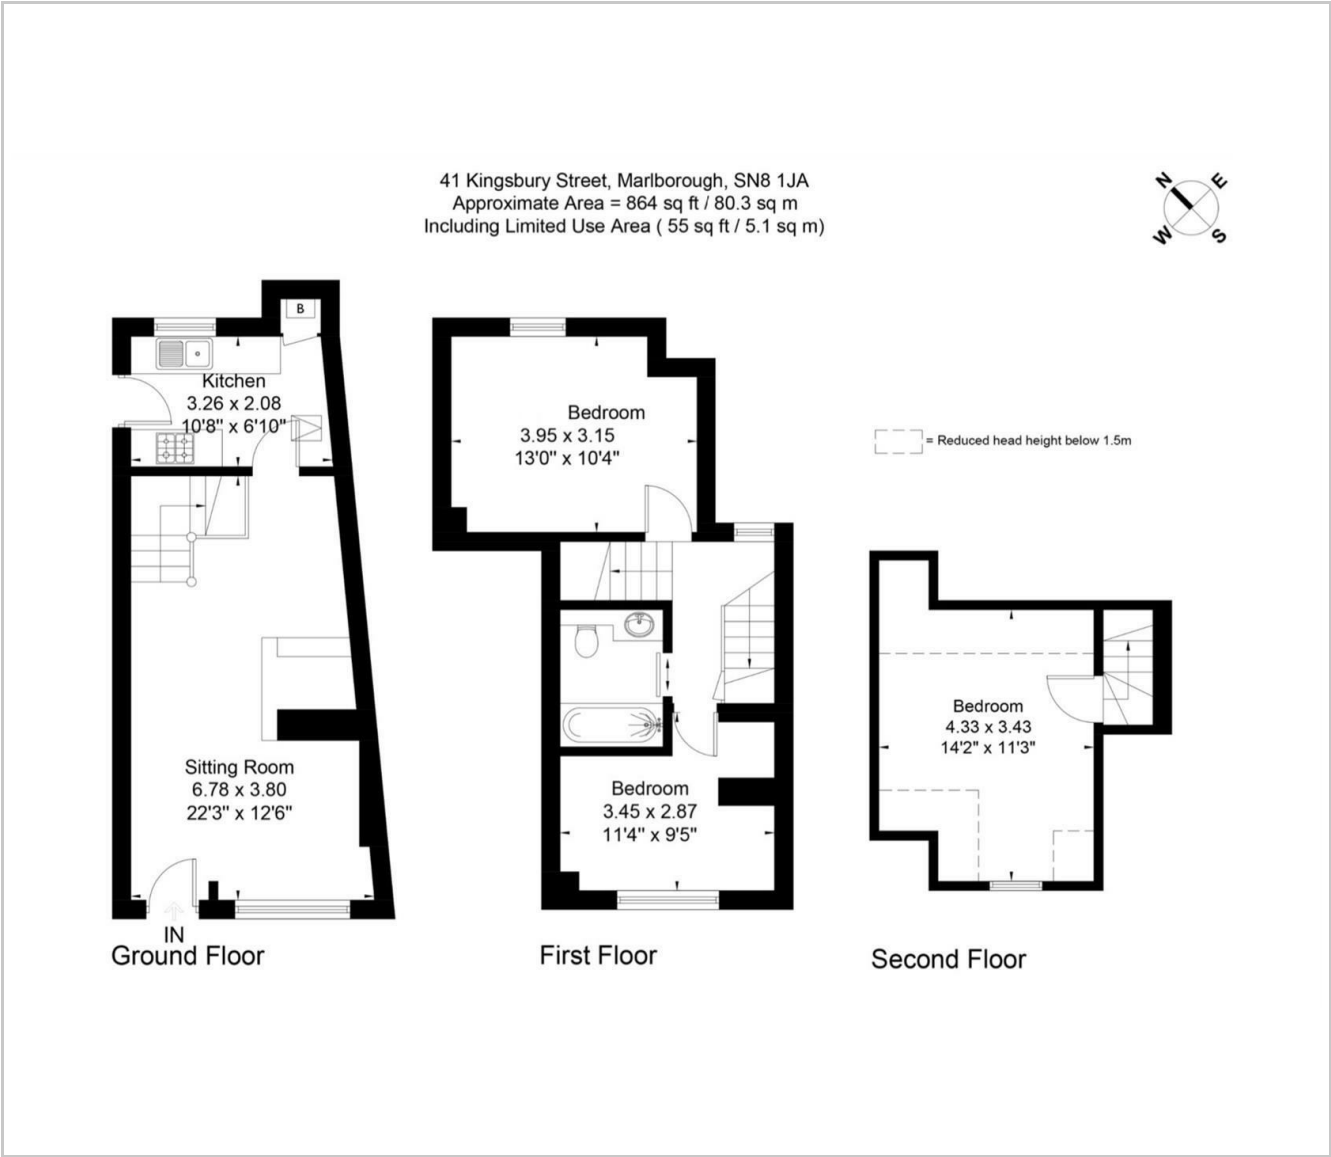 41 Kingsbury Street, Marlborough, SN8 1JA
Approximate Area = 864 sq ft / 80.3 sq m
Including Limited Use Area ( 55 sq ft / 5.1 sq m)
N
E
W
S
B
Kitchen
3.26 x 2.08
10'8" x 6'10"
Sitting Room
6.78 x 3.80
22'3" x 12'6"
IN
Ground Floor
Bedroom
3.95 x 3.15
13'0" x 10'4"
Bedroom
3.45 x 2.87
11'4" x 9'5"
First Floor
= Reduced head height below 1.5m
Bedroom
4.33 x 3.43
14'2" x 11'3"
Second Floor